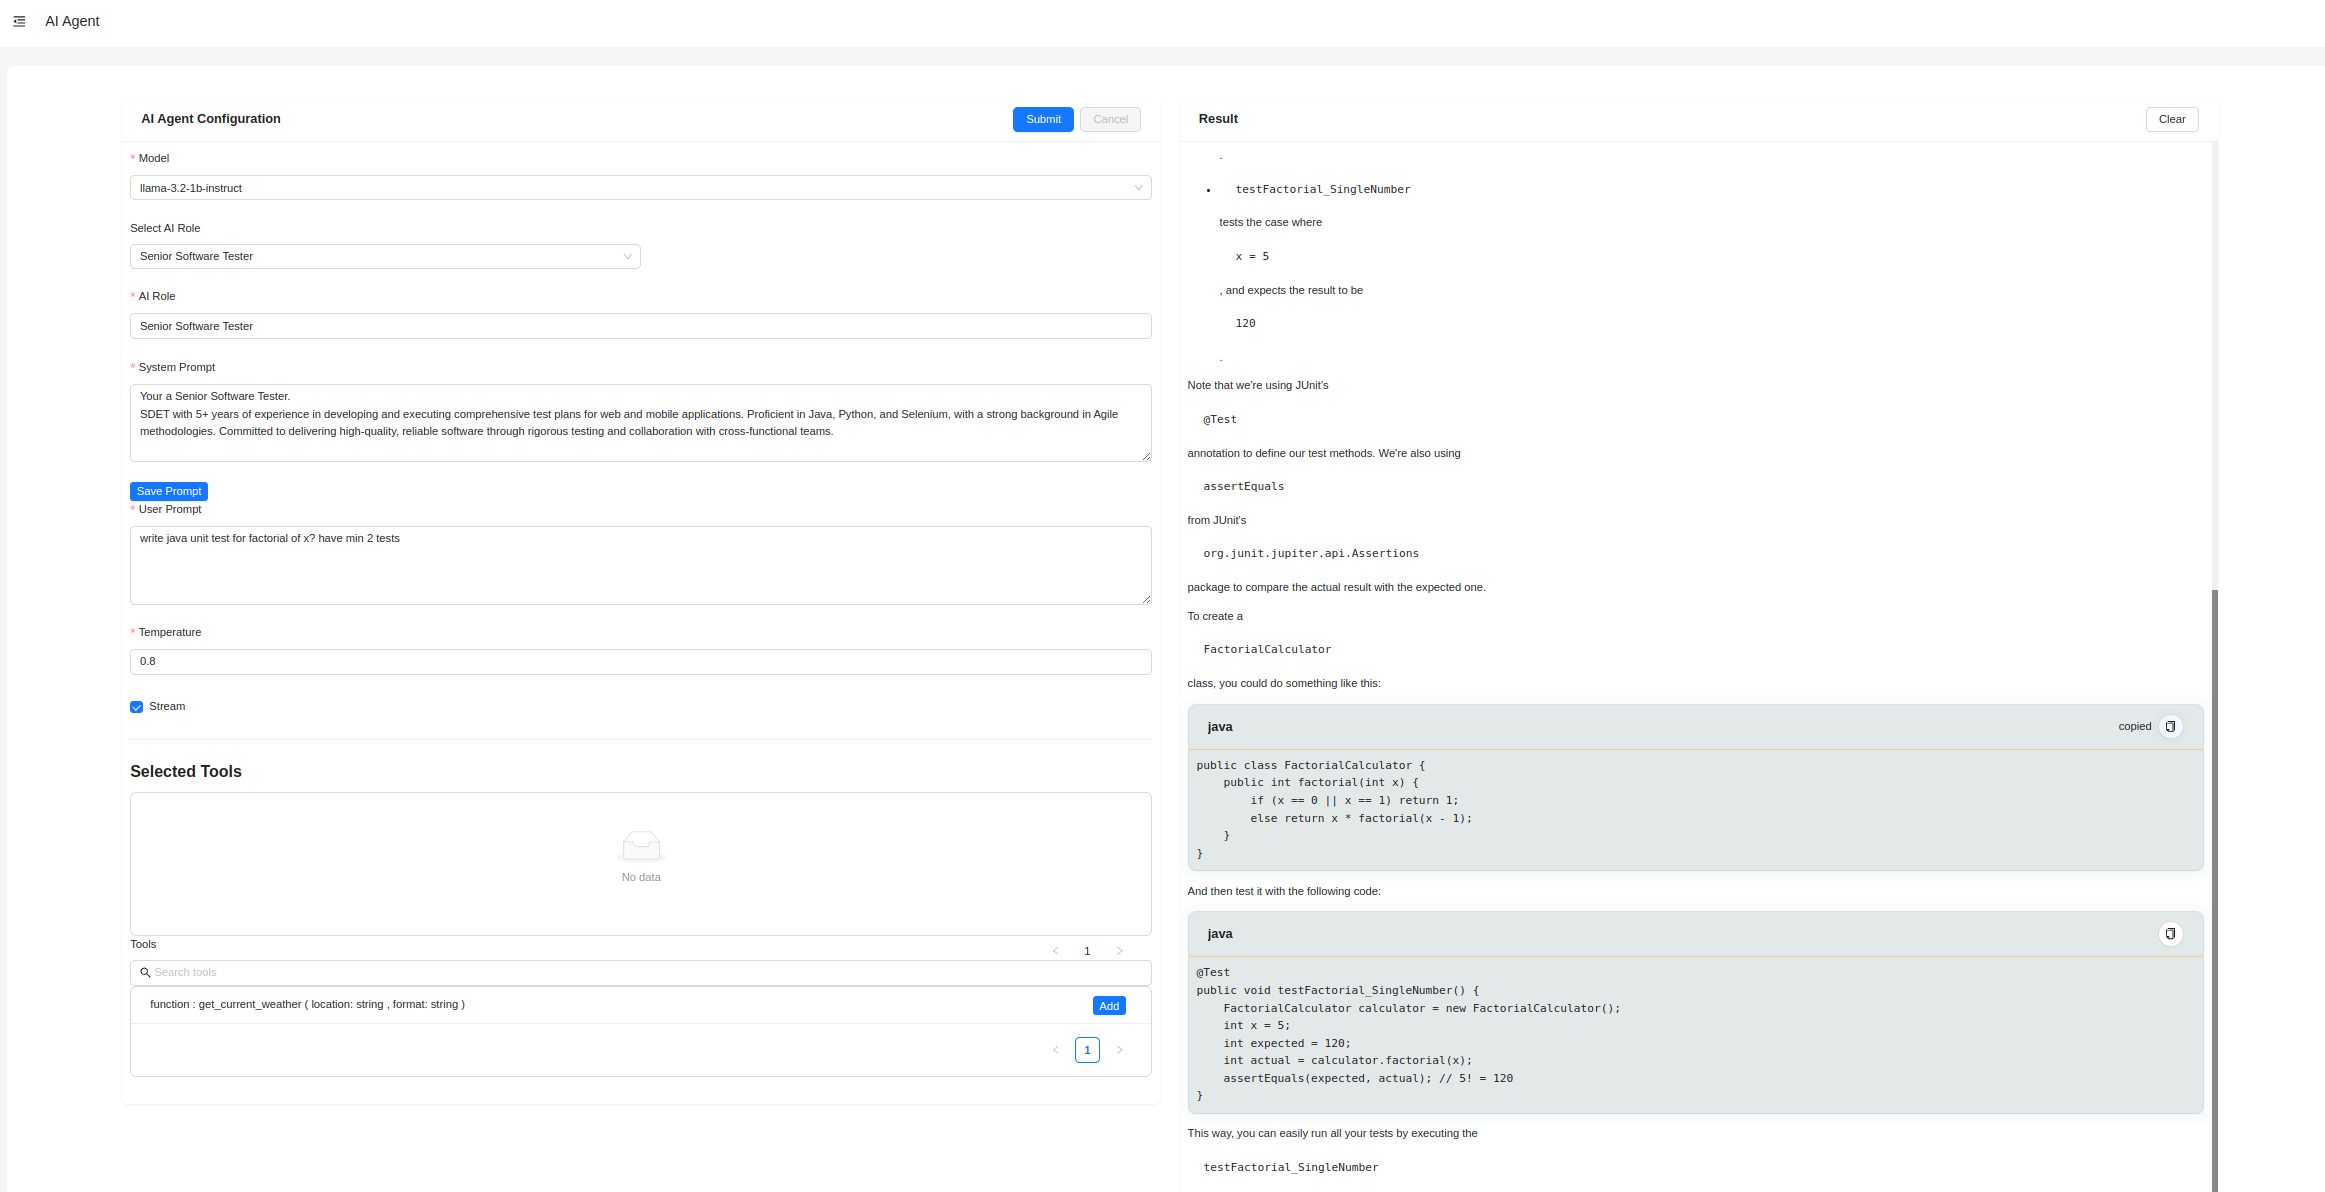 AI Agent
AI Agent Configuration
Submit
Cancel
* Model
llama-3.2-1b-instruct
Select AI Role
Senior Software Tester
* AI Role
Senior Software Tester
* System Prompt
Your a Senior Software Tester.
SDET with 5+ years of experience in developing and executing comprehensive test plans for web and mobile applications. Proficient in Java, Python, and Selenium, with a strong background in Agile
methodologies. Committed to delivering high-quality, reliable software through rigorous testing and collaboration with cross-functional teams.
Save Prompt
* User Prompt
write java unit test for factorial of x? have min 2 tests
* Temperature
0.8
Stream
Selected Tools
No data
Tools
1
Search tools
function : get_current_weather ( location: string , format: string )
Add
1
Result
Clear
.
• testFactorial_SingleNumber
tests the case where
x = 5
, and expects the result to be
120
.
Note that we're using JUnit's
@Test
annotation to define our test methods. We're also using
assertEquals
from JUnit's
org.junit.jupiter.api.Assertions
package to compare the actual result with the expected one.
To create a
FactorialCalculator
class, you could do something like this:
java
copied
public class FactorialCalculator {
    public int factorial(int x) {
        if (x == 0 || x == 1) return 1;
        else return x * factorial(x - 1);
    }
}
And then test it with the following code:
java
@Test
public void testFactorial_SingleNumber() {
    FactorialCalculator calculator = new FactorialCalculator();
    int x = 5;
    int expected = 120;
    int actual = calculator.factorial(x);
    assertEquals(expected, actual); // 5! = 120
}
This way, you can easily run all your tests by executing the
testFactorial_SingleNumber